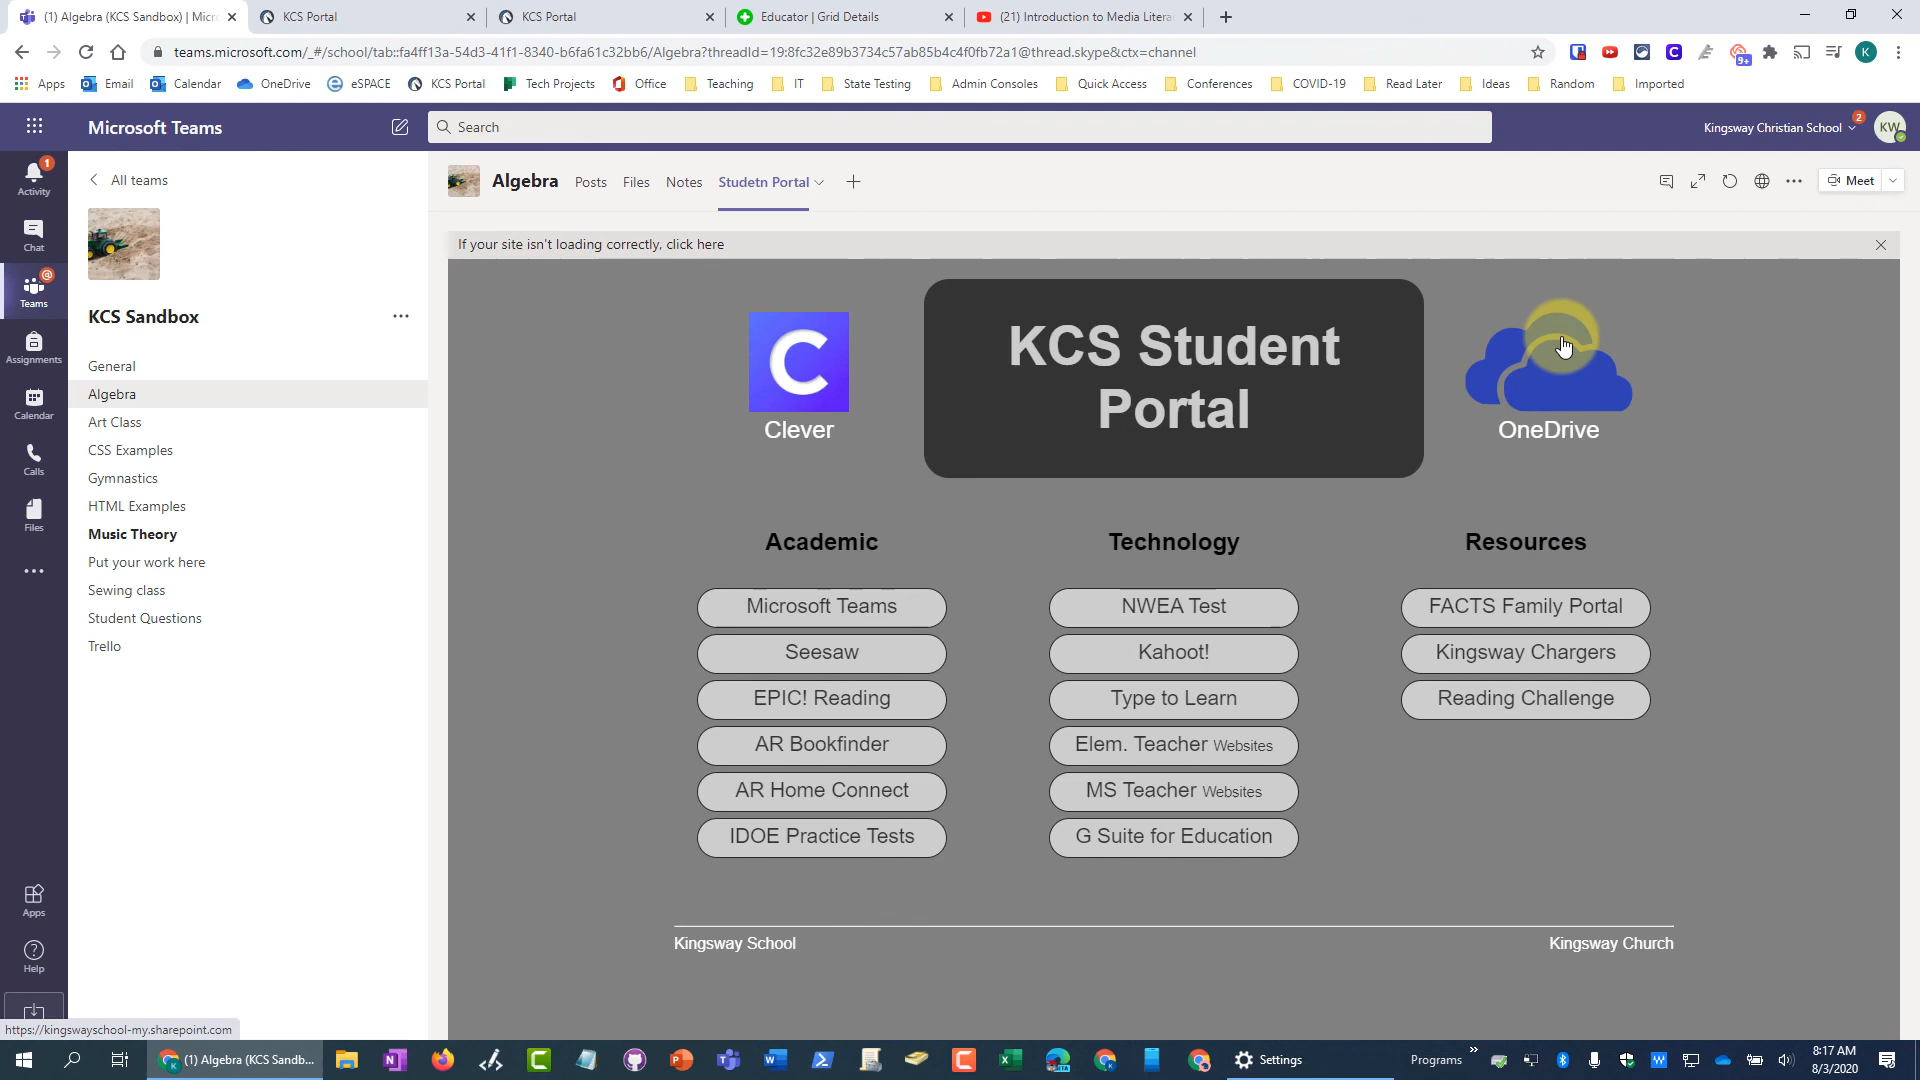 (1) Algebra (KCS Sandbox) | Micro
KCS Portal
KCS Portal
Educator | Grid Details
(21) Introduction to Media Litera
teams.microsoft.com/_#/school/tab::fa4ff13a-54d3-41f1-8340-b6fa61c32bb6/Algebra?threadId=19:8fc32e89b3734c57ab85b4c4f0fb72a1@thread.skype&ctx=channel
9+
K
Apps
Email
Calendar
OneDrive
eSPACE
KCS Portal
Tech Projects
Office
Teaching
IT
State Testing
Admin Consoles
Quick Access
Conferences
COVID-19
Read Later
Ideas
Random
Imported
Microsoft Teams
Search
Kingsway Christian School
2
KW
1
Activity
Chat
Teams
Assignments
Calendar
Calls
Files
Apps
Help
All teams
KCS Sandbox
General
Algebra
Art Class
CSS Examples
Gymnastics
HTML Examples
Music Theory
Put your work here
Sewing class
Student Questions
Trello
Algebra
Posts
Files
Notes
Studetn Portal
Meet
If your site isn't loading correctly, click here
C
Clever
KCS Student
Portal
OneDrive
Academic
Microsoft Teams
Seesaw
EPIC! Reading
AR Bookfinder
AR Home Connect
IDOE Practice Tests
Technology
NWEA Test
Kahoot!
Type to Learn
Elem. Teacher Websites
MS Teacher Websites
G Suite for Education
Resources
FACTS Family Portal
Kingsway Chargers
Reading Challenge
Kingsway School
Kingsway Church
https://kingswayschool-my.sharepoint.com
(1) Algebra (KCS Sandb...
Settings
Programs
8:17 AM
8/3/2020